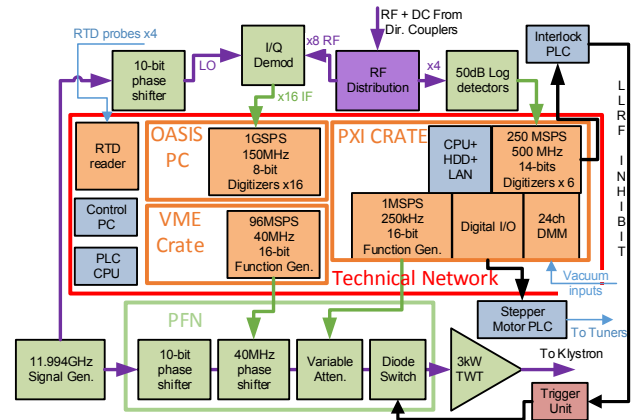 RTD probes x4
RF + DC From
Dir. Couplers
10-bit
phase
shifter
LO
I/Q
Demod
x8 RF
RF
Distribution
x4
50dB Log
detectors
Interlock
PLC
x16 IF
LLRF INHIBIT
RTD
reader
OASIS
PC
1GSPS
150MHz
8-bit
Digitizers x16
PXI CRATE
CPU+
HDD+
LAN
250 MSPS
500 MHz
14-bits
Digitizers x 6
Control
PC
VME
Crate
96MSPS
40MHz
16-bit
Function Gen.
1MSPS
250kHz
16-bit
Function Gen.
Digital I/O
24ch
DMM
PLC
CPU
Technical Network
Vacuum
inputs
PFN
Stepper
Motor PLC
To Tuners
11.994GHz
Signal Gen.
10-bit
phase
shifter
40MHz
phase
shifter
Variable
Atten.
Diode
Switch
3kW
TWT
To Klystron
Trigger
Unit